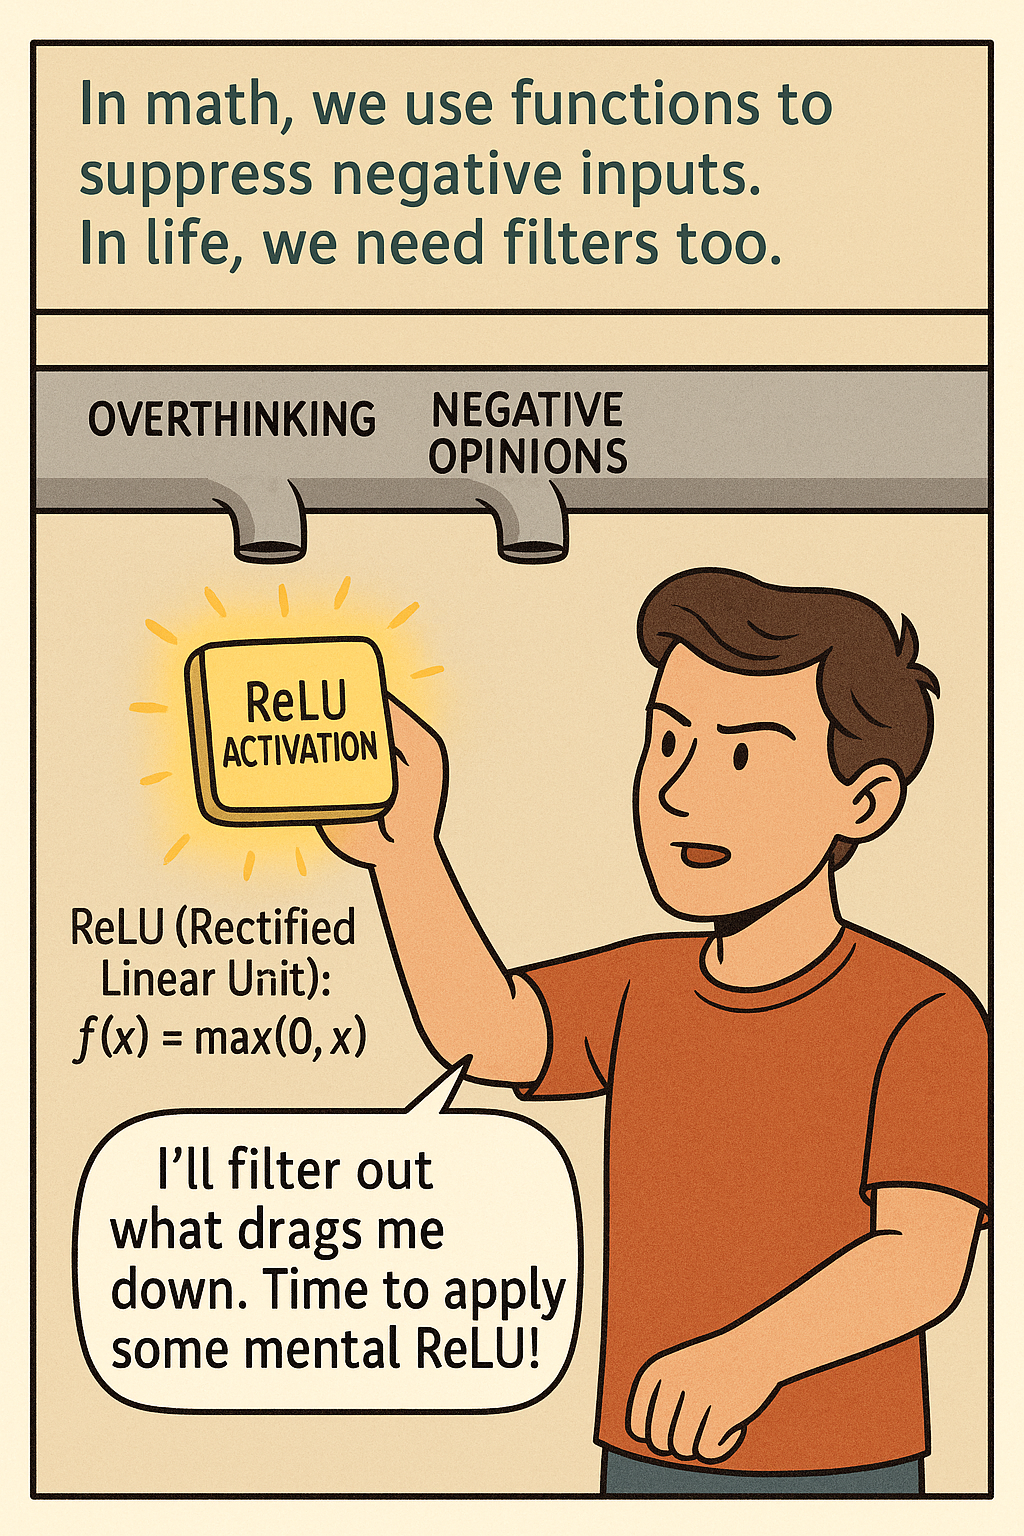 In math, we use functions to
suppress negative inputs.
In life, we need filters too.
OVERTHINKING
NEGATIVE
OPINIONS
ReLU
ACTIVATION
ReLU (Rectified
Linear Unit):
f(x) = max(0, x)
I'll filter out
what drags me
down. Time to apply
some mental ReLU!